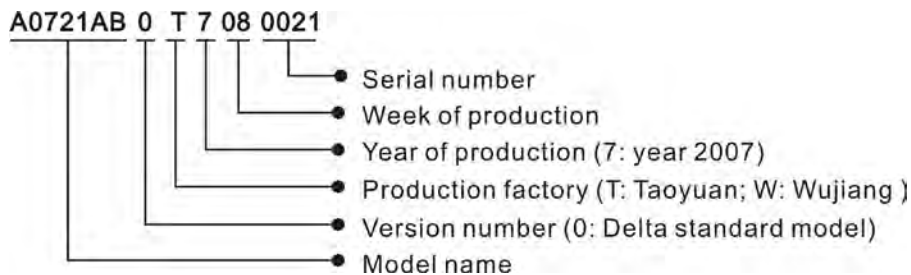 A0721AB 0 T 7 08 0021
Serial number
Week of production
Year of production (7: year 2007)
Production factory (T: Taoyuan; W: Wujiang )
Version number (0: Delta standard model)
Model name